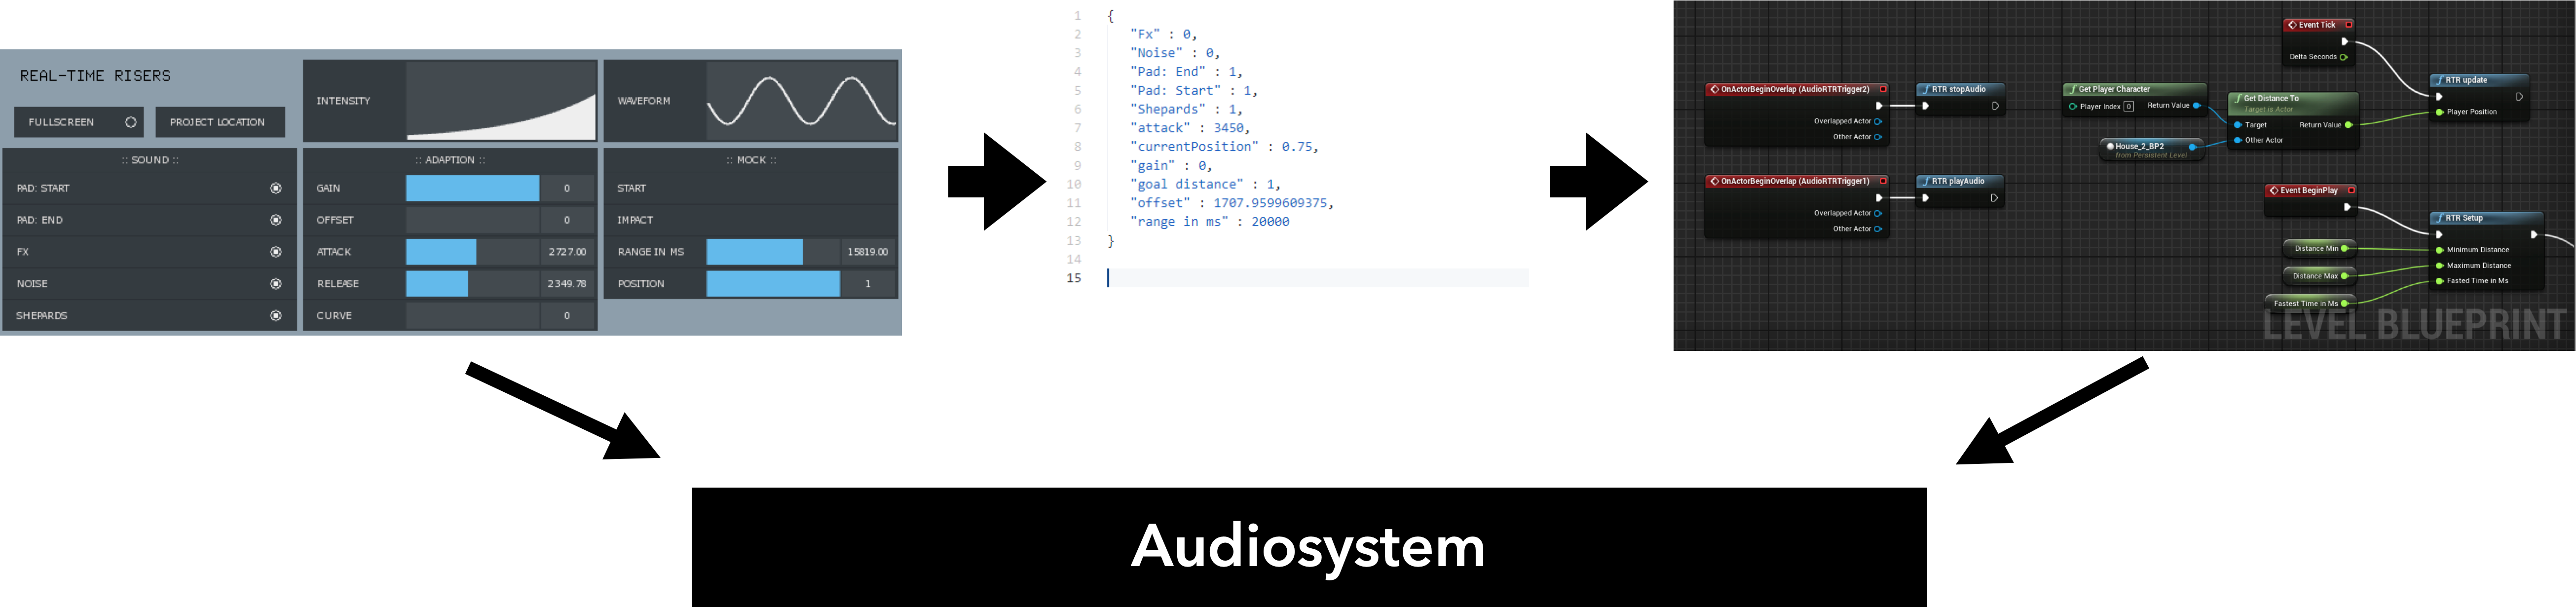 REAL-TIME RISERS
FULLSCREEN
PROJECT LOCATION
INTENSITY
WAVEFORM
:: SOUND ::
PAD: START
PAD: END
FX
NOISE
SHEPARDS
:: ADAPTION ::
GAIN 0
OFFSET 0
ATTACK 2727.00
RELEASE 2349.78
CURVE 0
:: MOCK ::
START
IMPACT
RANGE IN MS 15819.00
POSITION 1
1 {
2 "Fx" : 0,
3 "Noise" : 0,
4 "Pad: End" : 1,
5 "Pad: Start" : 1,
6 "Shepards" : 1,
7 "attack" : 3450,
8 "currentPosition" : 0.75,
9 "gain" : 0,
10 "goal distance" : 1,
11 "offset" : 1707.9599609375,
12 "range in ms" : 20000
13 }
14
15
OnActorBeginOverlap (AudioRTRTrigger2)
Overlapped Actor
Other Actor
f RTR stopAudio
OnActorBeginOverlap (AudioRTRTrigger1)
Overlapped Actor
Other Actor
f RTR playAudio
f Get Player Character
Player Index 0 Return Value
House_2_BP2
from Persistent Level
f Get Distance To
Target is Actor
Target Return Value
Other Actor
Event Tick
Delta Seconds
f RTR update
Player Position
Event BeginPlay
Distance Min
Distance Max
Fastest Time in Ms
f RTR Setup
Minimum Distance
Maximum Distance
Fasted Time in Ms
LEVEL BLUEPRINT
Audiosystem